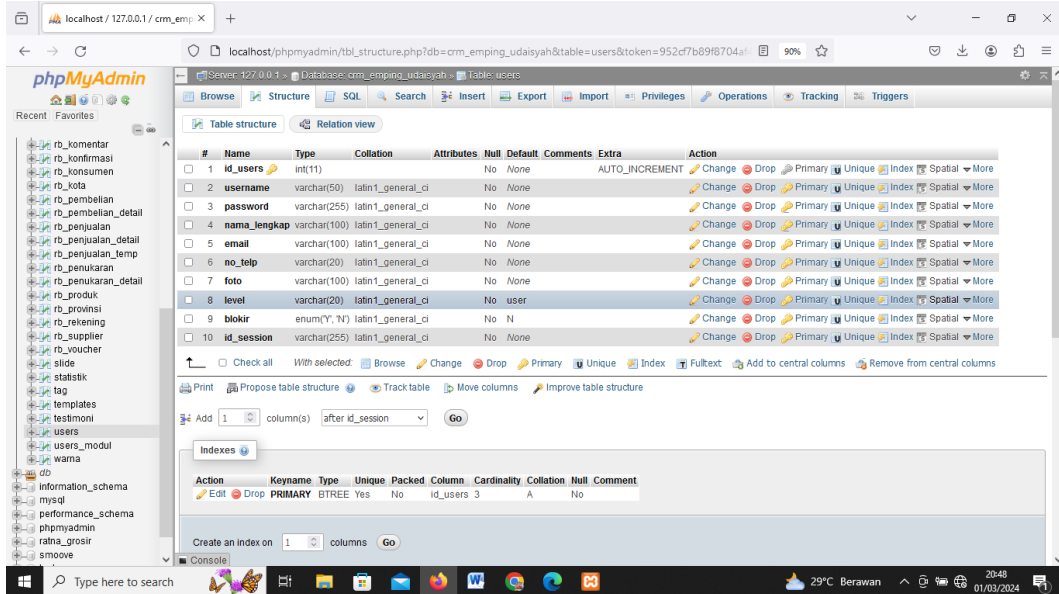 localhost / 127.0.0.1 / crm_emp
localhost/phpmyadmin/tbl_structure.php?db=crm_emping_udaisyah&table=users&token=952cf7b89f8704af
90%
phpMyAdmin
Recent Favorites
rb_komentar
rb_konfirmasi
rb_konsumen
rb_kota
rb_pembelian
rb_pembelian_detail
rb_penjualan
rb_penjualan_detail
rb_penjualan_temp
rb_penukaran
rb_penukaran_detail
rb_produk
rb_provinsi
rb_rekening
rb_supplier
rb_voucher
slide
statistik
tag
templates
testimoni
users
users_modul
warna
db
information_schema
mysql
performance_schema
phpmyadmin
ratna_grosir
smoove
Server: 127.0.0.1 » Database: crm_emping_udaisyah » Table: users
Browse Structure SQL Search Insert Export Import Privileges Operations Tracking Triggers
Table structure Relation view
# Name Type Collation Attributes Null Default Comments Extra Action
1 id_users int(11) No None AUTO_INCREMENT Change Drop Primary Unique Index Spatial More
2 username varchar(50) latin1_general_ci No None Change Drop Primary Unique Index Spatial More
3 password varchar(255) latin1_general_ci No None Change Drop Primary Unique Index Spatial More
4 nama_lengkap varchar(100) latin1_general_ci No None Change Drop Primary Unique Index Spatial More
5 email varchar(100) latin1_general_ci No None Change Drop Primary Unique Index Spatial More
6 no_telp varchar(20) latin1_general_ci No None Change Drop Primary Unique Index Spatial More
7 foto varchar(100) latin1_general_ci No None Change Drop Primary Unique Index Spatial More
8 level varchar(20) latin1_general_ci No user Change Drop Primary Unique Index Spatial More
9 blokir enum('Y', 'N') latin1_general_ci No N Change Drop Primary Unique Index Spatial More
10 id_session varchar(255) latin1_general_ci No None Change Drop Primary Unique Index Spatial More
Check all With selected: Browse Change Drop Primary Unique Index Fulltext Add to central columns Remove from central columns
Print Propose table structure Track table Move columns Improve table structure
Add 1 column(s) after id_session Go
Indexes
Action Keyname Type Unique Packed Column Cardinality Collation Null Comment
Edit Drop PRIMARY BTREE Yes No id_users 3 A No
Create an index on 1 columns Go
Console
Type here to search
29°C Berawan
20:48
01/03/2024